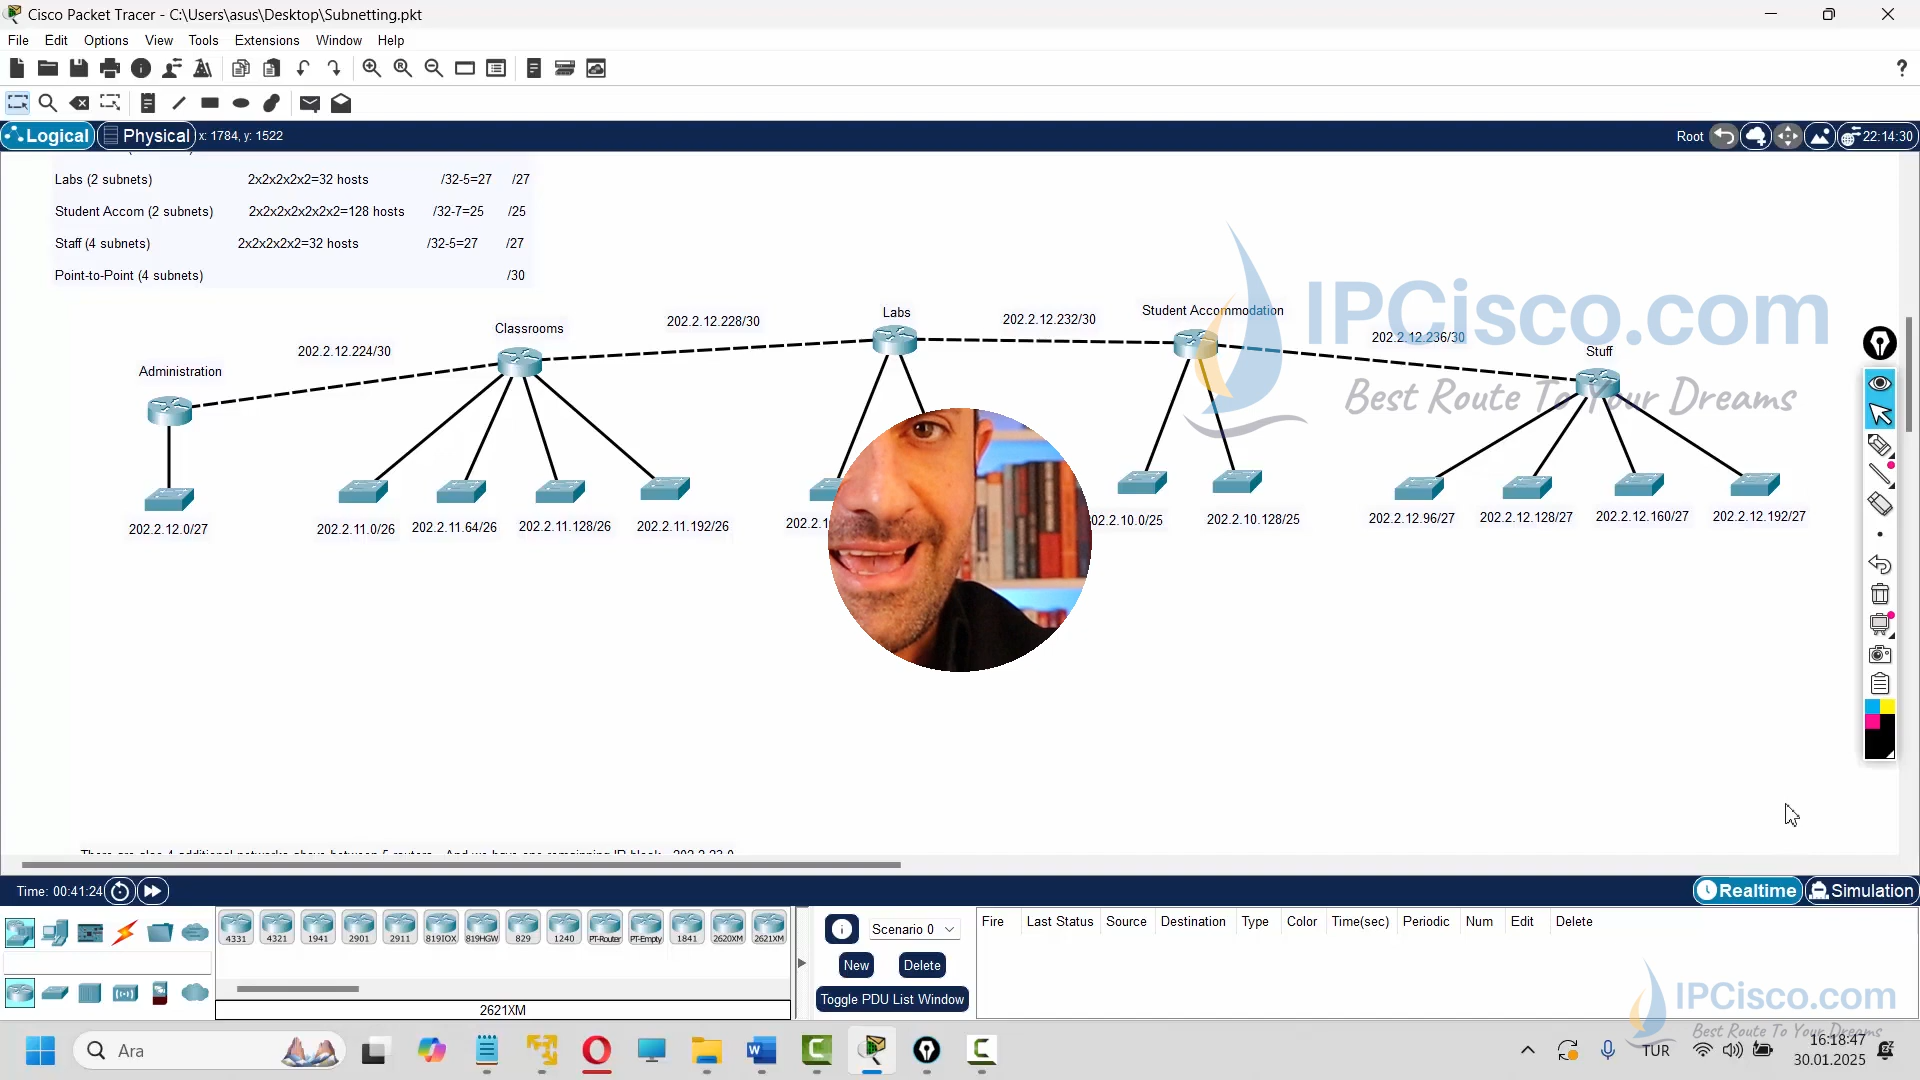 Cisco Packet Tracer - C:\Users\asus\Desktop\Subnetting.pkt
File Edit Options View Tools Extensions Window Help
?
Logical Physical x: 1784, y: 1522 Root 22:14:30
Labs (2 subnets) 2x2x2x2x2=32 hosts /32-5=27 /27
Student Accom (2 subnets) 2x2x2x2x2x2x2=128 hosts /32-7=25 /25
Staff (4 subnets) 2x2x2x2x2=32 hosts /32-5=27 /27
Point-to-Point (4 subnets) /30
IPCisco.com
Best Route To Your Dreams
Administration
202.2.12.224/30
Classrooms
202.2.12.228/30
Labs
202.2.12.232/30
Student Accommodation
202.2.12.236/30
Stuff
202.2.12.0/27
202.2.11.0/26 202.2.11.64/26 202.2.11.128/26 202.2.11.192/26
202.2.10.128/25
202.2.12.96/27 202.2.12.128/27 202.2.12.160/27 202.2.12.192/27
Time: 00:41:24 Realtime Simulation
4331 4321 1941 2901 2911 819IOX 819HGW 829 1240 PT-Router PT-Empty 1841 2620XM 2621XM
2621XM
Scenario 0
New Delete
Toggle PDU List Window
Fire Last Status Source Destination Type Color Time(sec) Periodic Num Edit Delete
IPCisco.com
Best Route To Your Dreams
Ara
TUR
16:18:47
30.01.2025